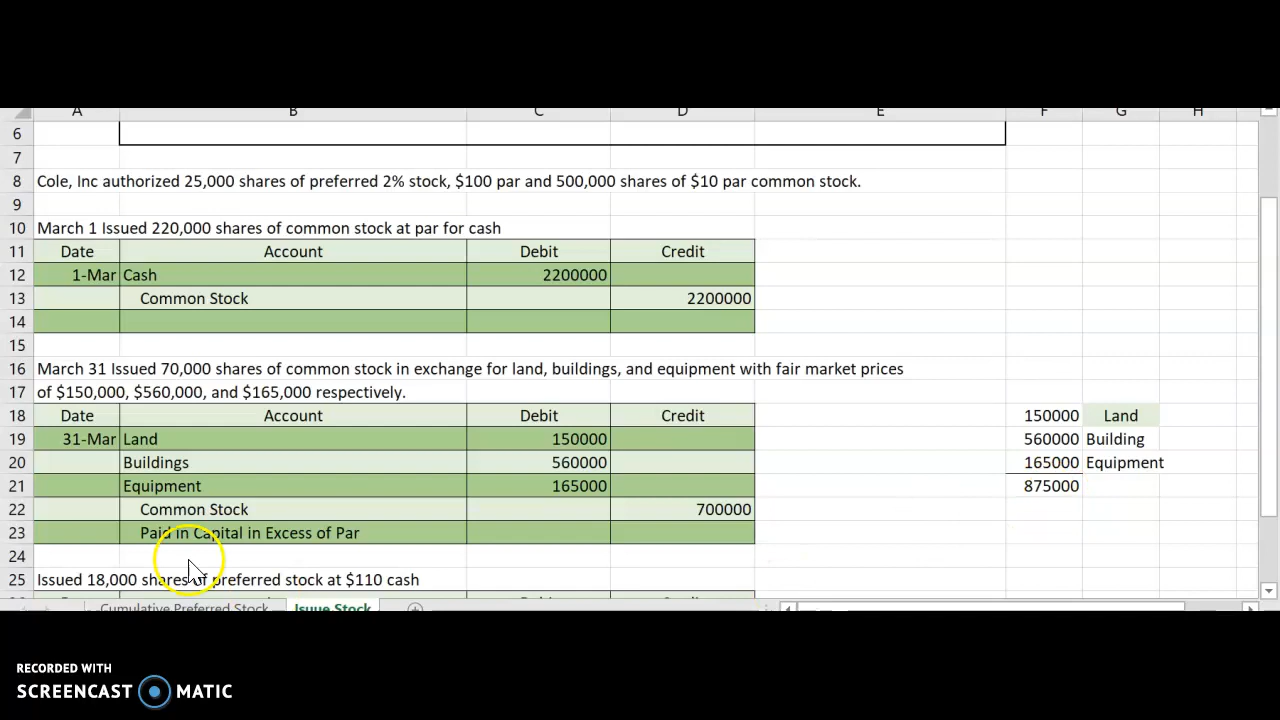 A B C D E F G H
6
7
8 Cole, Inc authorized 25,000 shares of preferred 2% stock, $100 par and 500,000 shares of $10 par common stock.
9
10 March 1 Issued 220,000 shares of common stock at par for cash
11 Date Account Debit Credit
12 1-Mar Cash 2200000
13 Common Stock 2200000
14
15
16 March 31 Issued 70,000 shares of common stock in exchange for land, buildings, and equipment with fair market prices
17 of $150,000, $560,000, and $165,000 respectively.
18 Date Account Debit Credit 150000 Land
19 31-Mar Land 150000 560000 Building
20 Buildings 560000 165000 Equipment
21 Equipment 165000 875000
22 Common Stock 700000
23 Paid in Capital in Excess of Par
24
25 Issued 18,000 shares of preferred stock at $110 cash
Cumulative Preferred Stock Isuue Stock
RECORDED WITH
SCREENCAST MATIC